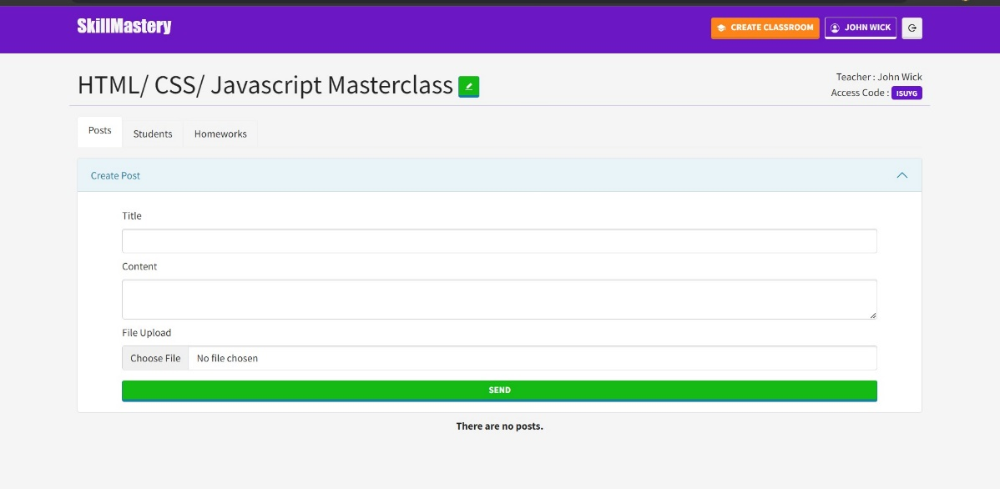 SkillMastery
CREATE CLASSROOM
JOHN WICK
HTML/ CSS/ Javascript Masterclass
Teacher : John Wick
Access Code : ISUYG
Posts
Students
Homeworks
Create Post
Title
Content
File Upload
Choose File No file chosen
SEND
There are no posts.